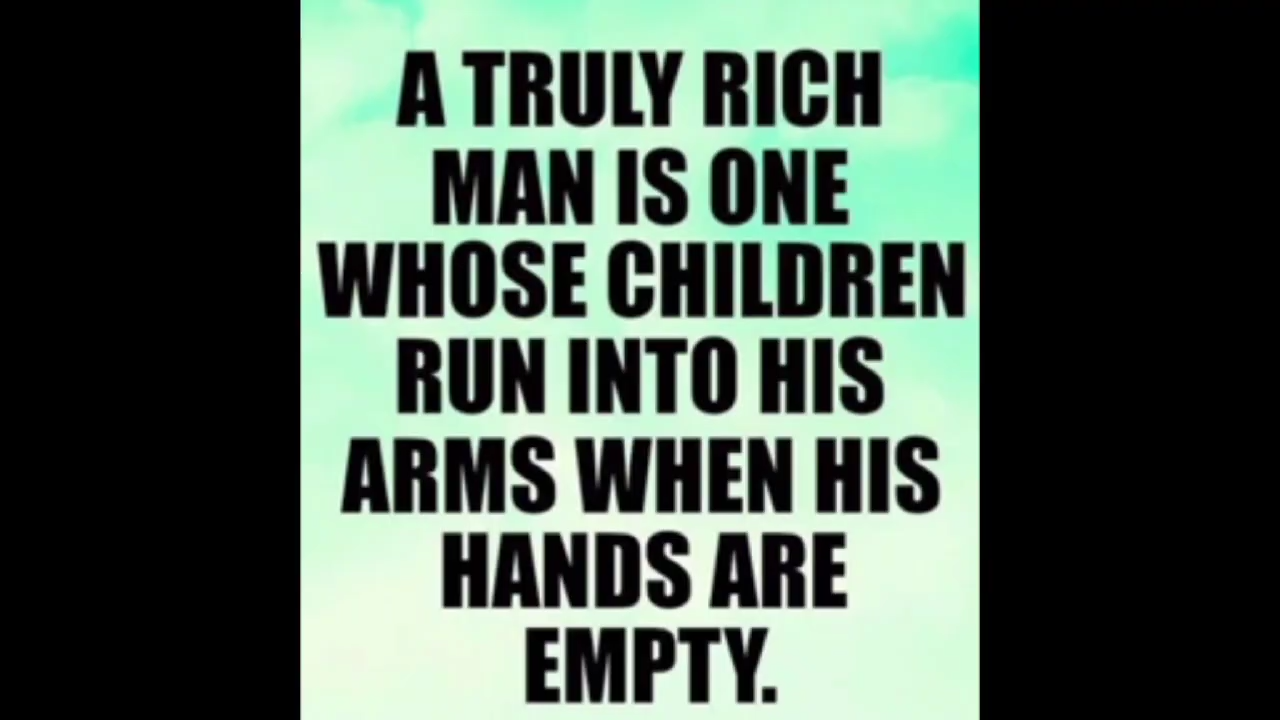 A TRULY RICH
MAN IS ONE
WHOSE CHILDREN
RUN INTO HIS
ARMS WHEN HIS
HANDS ARE
EMPTY.